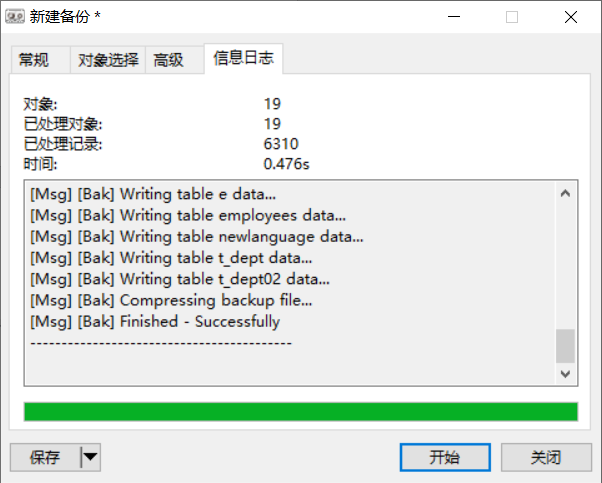 新建备份 *
常规 对象选择 高级 信息日志
对象: 19
已处理对象: 19
已处理记录: 6310
时间: 0.476s
[Msg] [Bak] Writing table e data...
[Msg] [Bak] Writing table employees data...
[Msg] [Bak] Writing table newlanguage data...
[Msg] [Bak] Writing table t_dept data...
[Msg] [Bak] Writing table t_dept02 data...
[Msg] [Bak] Compressing backup file...
[Msg] [Bak] Finished - Successfully
------------------------------------------
保存 开始 关闭